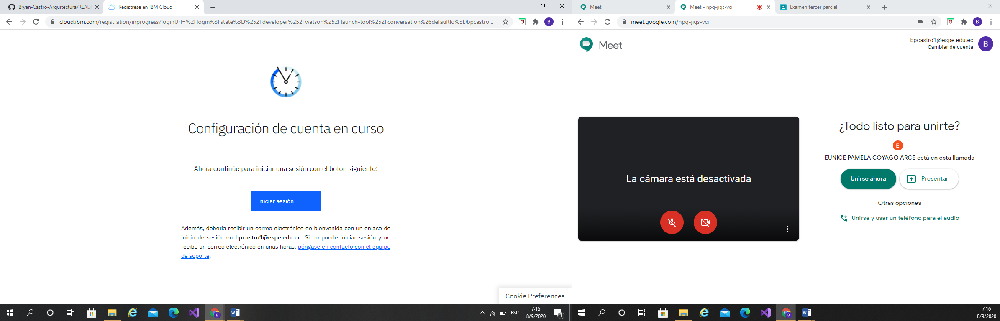 Bryan-Castro-Arquitectura/READ
Regístrese en IBM Cloud
cloud.ibm.com/registration/inprogress?loginUrl=%2Flogin%3Fstate%3D%252Fdeveloper%252Fwatson%252Flaunch-tool%252Fconversation%26defaultId%3Dbpcastro...
B
Configuración de cuenta en curso
Ahora continúe para iniciar una sesión con el botón siguiente:
Iniciar sesión
Además, debería recibir un correo electrónico de bienvenida con un enlace de
inicio de sesión en bpcastro1@espe.edu.ec. Si no puede iniciar sesión y no
recibe un correo electrónico en unas horas, póngase en contacto con el equipo
de soporte.
Cookie Preferences
ESP
7:16
8/9/2020
1
Meet
Meet - npq-jiqs-vci
Examen tercer parcial
meet.google.com/npq-jiqs-vci
B
Meet
bpcastro1@espe.edu.ec
Cambiar de cuenta
B
La cámara está desactivada
¿Todo listo para unirte?
E
EUNICE PAMELA COYAGO ARCE está en esta llamada
Unirse ahora
Presentar
Otras opciones
Unirse y usar un teléfono para el audio
7:16
8/9/2020